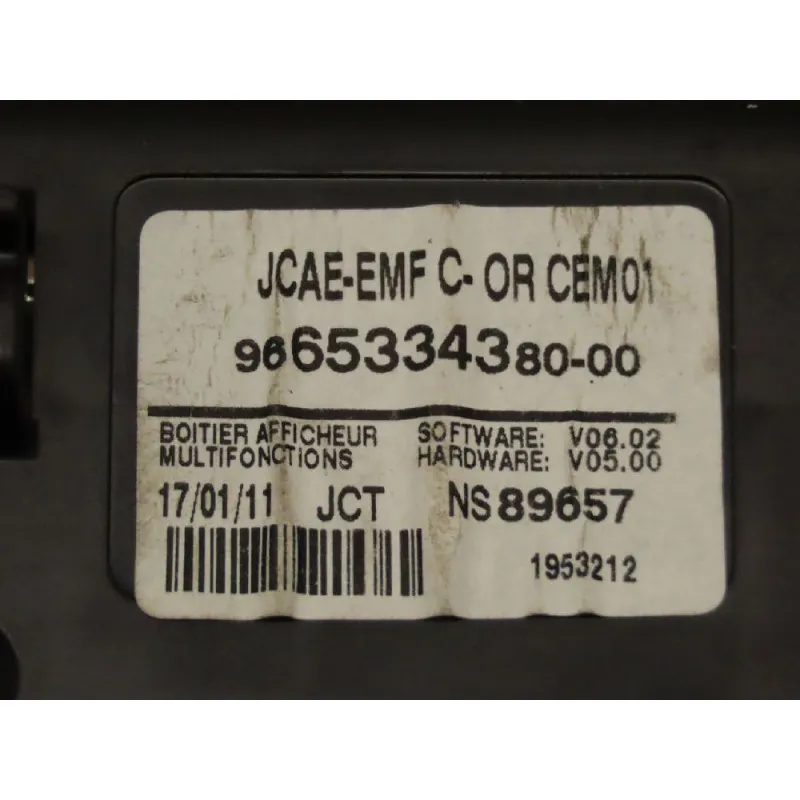 JCAE-EMF C- OR CEM01
9665334380-00
BOITIER AFFICHEUR SOFTWARE: V06.02
MULTIFONCTIONS HARDWARE: V05.00
17/01/11 JCT NS89657
1953212